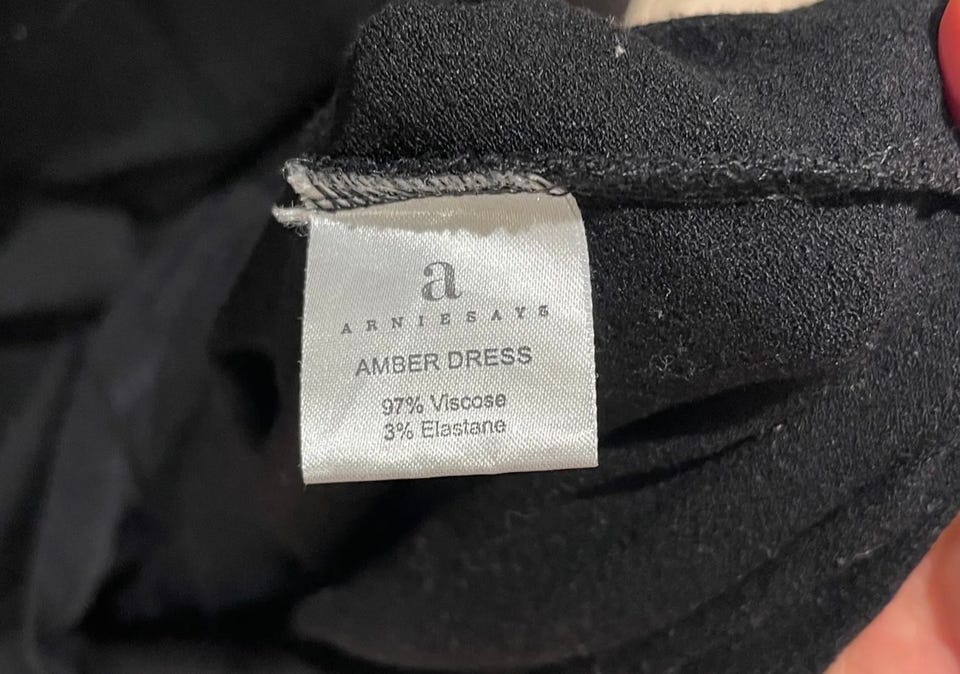 a
ARNIESAYS
AMBER DRESS
97% Viscose
3% Elastane